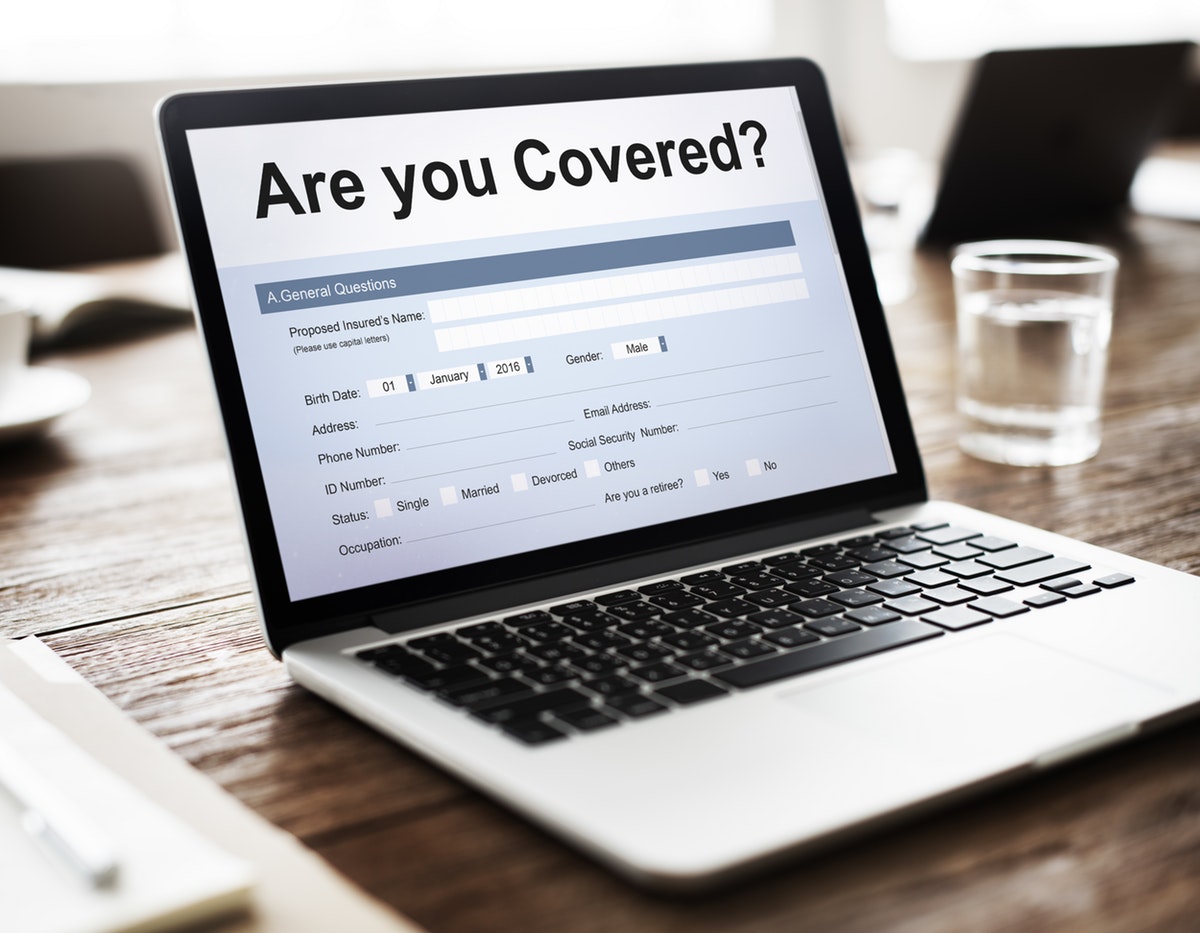 Are you Covered?
A.General Questions
Proposed Insured's Name:
(Please use capital letters)
Birth Date: 01 January 2016 Gender: Male
Address:
Phone Number: Email Address:
ID Number: Social Security Number:
Status: Single Married Devorced Others
Occupation: Are you a retiree? Yes No